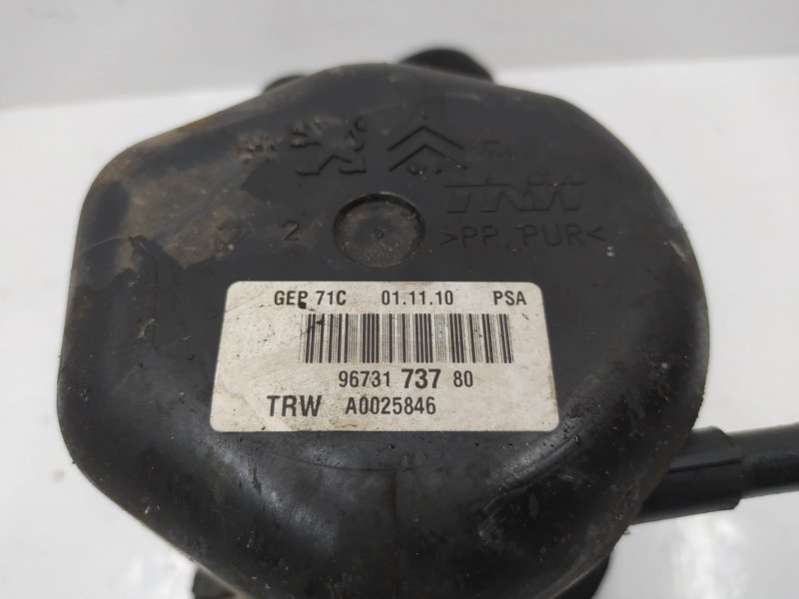 TRW
2
>PP, PUR<
GEP 71C 01.11.10 PSA
96731 737 80
TRW A0025846